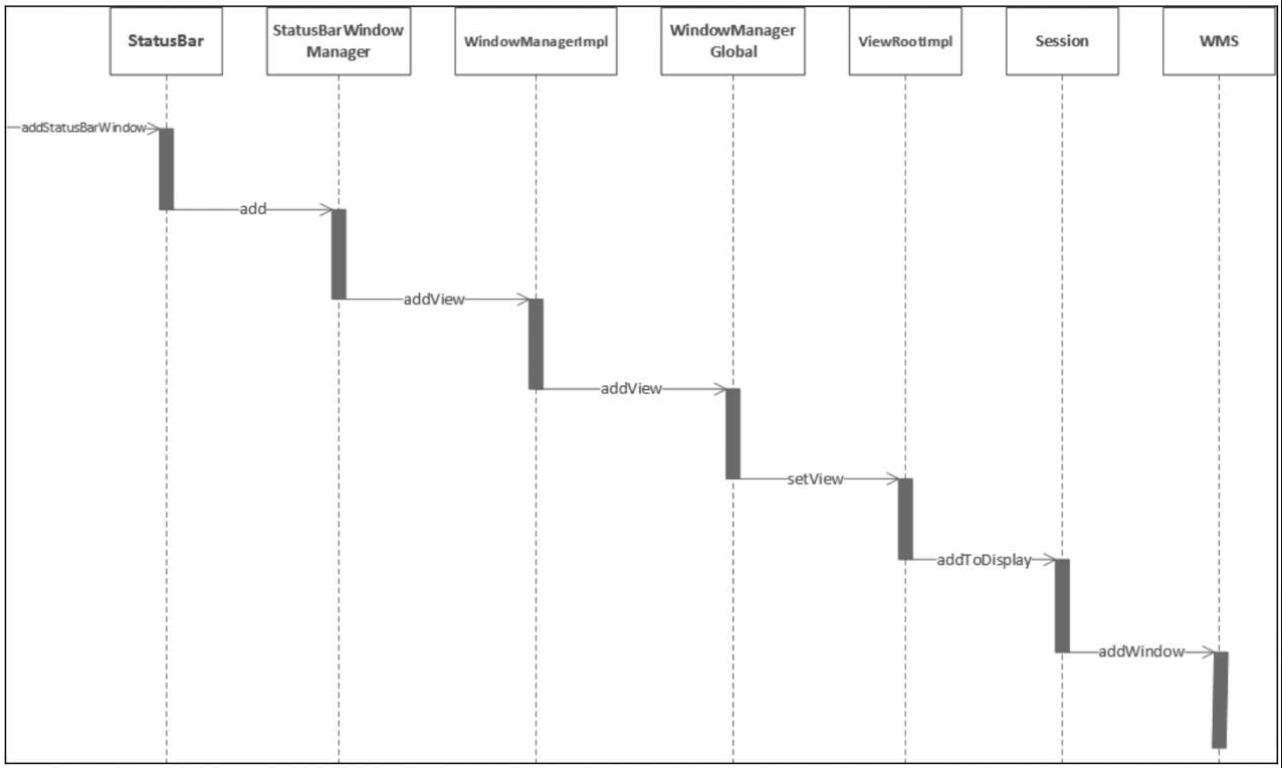 StatusBar
StatusBarWindow
Manager
WindowManagerImpl
WindowManager
Global
ViewRootImpl
Session
WMS
addStatusBarWindow
add
addView
addView
setView
addToDisplay
addWindow